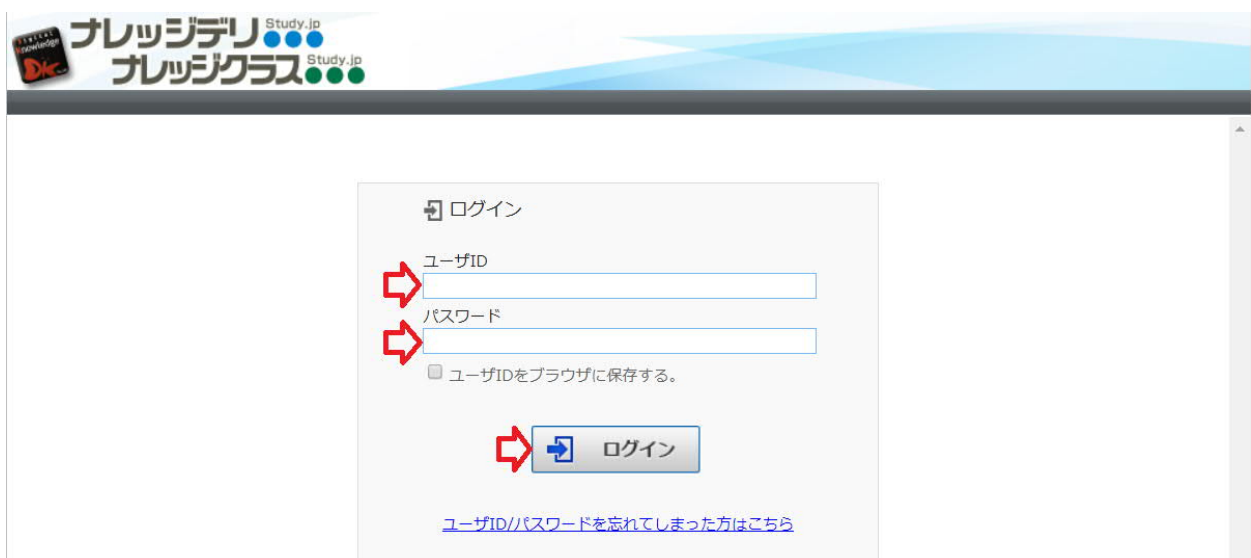 ナレッジデリ Study.jp
ナレッジクラス Study.jp
Digital
Knowledge
ログイン
ユーザID
パスワード
ユーザIDをブラウザに保存する。
ログイン
ユーザID/パスワードを忘れてしまった方はこちら